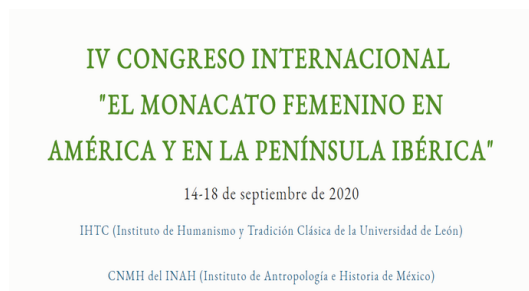 IV CONGRESO INTERNACIONAL
"EL MONACATO FEMENINO EN
AMÉRICA Y EN LA PENÍNSULA IBÉRICA"
14-18 de septiembre de 2020
IHTC (Instituto de Humanismo y Tradición Clásica de la Universidad de León)
CNMH del INAH (Instituto de Antropología e Historia de México)